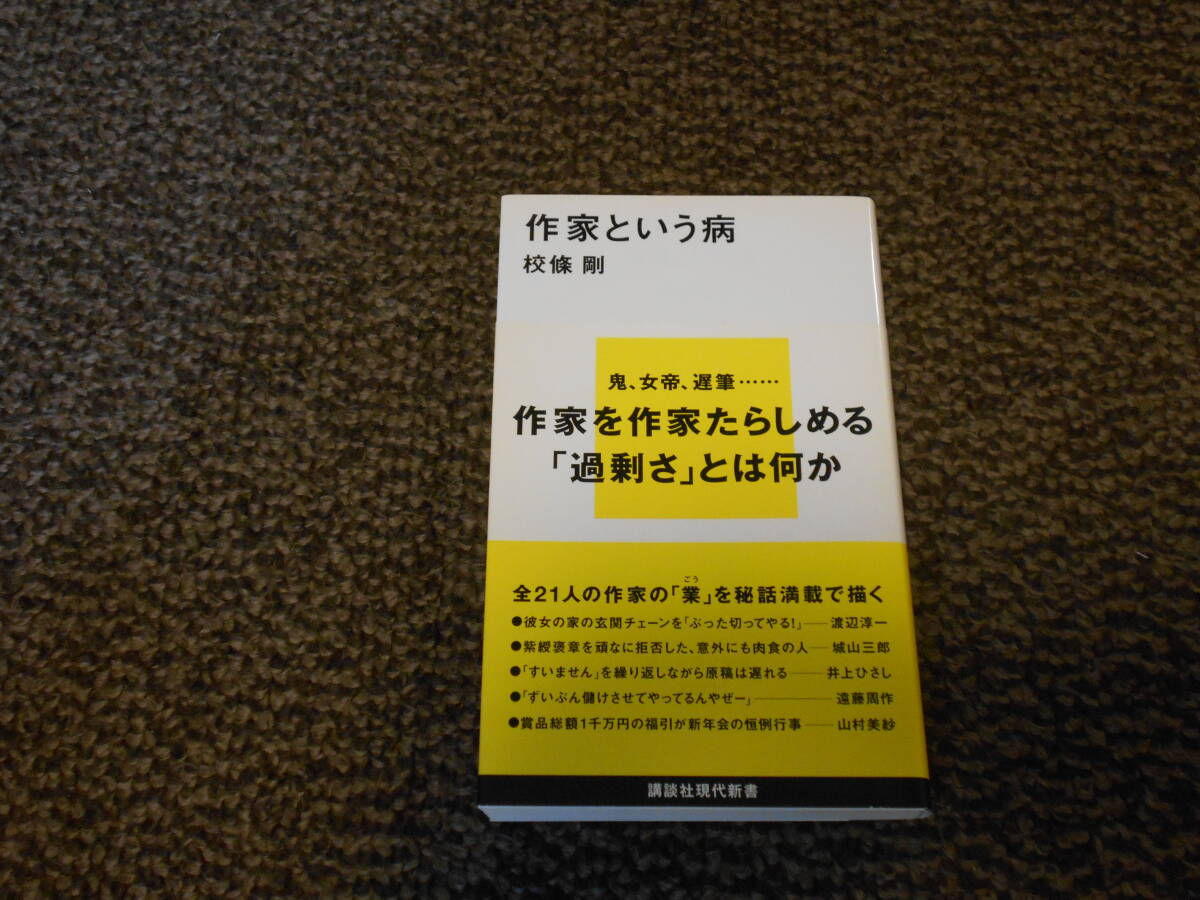 作家という病
校條 剛
鬼、女帝、遅筆……
作家を作家たらしめる
「過剰さ」とは何か
こう
全21人の作家の「業」を秘話満載で描く
●彼女の家の玄関チェーンを「ぶった切ってやる!」──渡辺淳一
●紫綬褒章を頑なに拒否した、意外にも肉食の人──城山三郎
●「すいません」を繰り返しながら原稿は遅れる──井上ひさし
●「ずいぶん儲けさせてやってるんやぜー」──遠藤周作
●賞品総額1千万円の福引が新年会の恒例行事──山村美紗
講談社現代新書